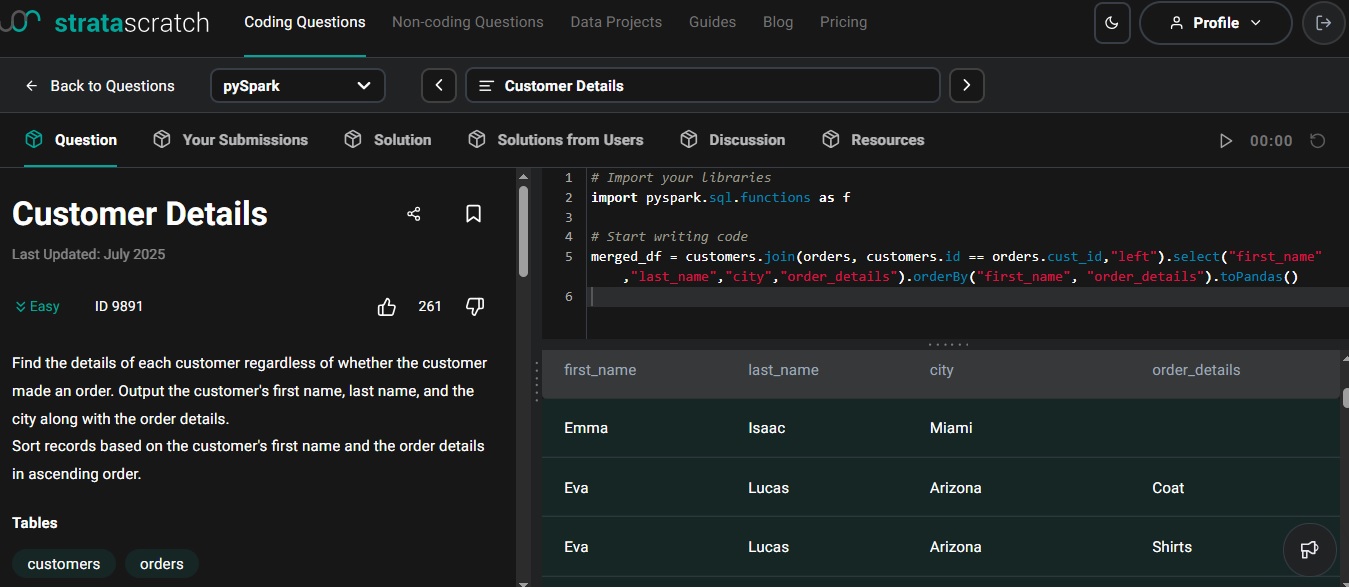 stratascratch Coding Questions Non-coding Questions Data Projects Guides Blog Pricing Profile
Back to Questions pySpark Customer Details
Question Your Submissions Solution Solutions from Users Discussion Resources 00:00
Customer Details
Last Updated: July 2025
Easy ID 9891 261
Find the details of each customer regardless of whether the customer
made an order. Output the customer's first name, last name, and the
city along with the order details.
Sort records based on the customer's first name and the order details
in ascending order.
Tables
customers orders
1 # Import your libraries
2 import pyspark.sql.functions as f
3
4 # Start writing code
5 merged_df = customers.join(orders, customers.id == orders.cust_id,"left").select("first_name"
,"last_name","city","order_details").orderBy("first_name", "order_details").toPandas()
6
first_name last_name city order_details
Emma Isaac Miami
Eva Lucas Arizona Coat
Eva Lucas Arizona Shirts